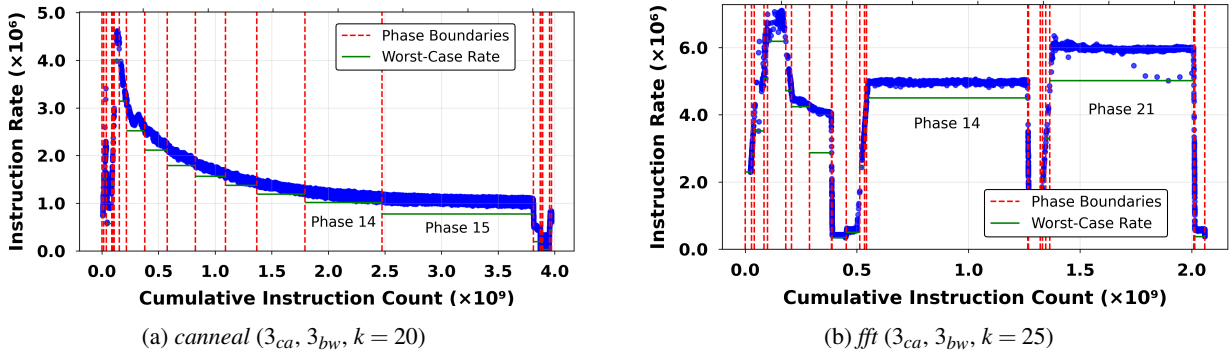 5.0
4.0
3.0
2.0
1.0
0.0
Instruction Rate (×10⁶)
Phase Boundaries
Worst-Case Rate
Phase 14
Phase 15
0.0 0.5 1.0 1.5 2.0 2.5 3.0 3.5 4.0
Cumulative Instruction Count (×10⁹)
(a) canneal (3ca, 3bw, k = 20)
6.0
4.0
2.0
0.0
Instruction Rate (×10⁶)
Phase 14
Phase 21
Phase Boundaries
Worst-Case Rate
0.0 0.5 1.0 1.5 2.0
Cumulative Instruction Count (×10⁹)
(b) fft (3ca, 3bw, k = 25)